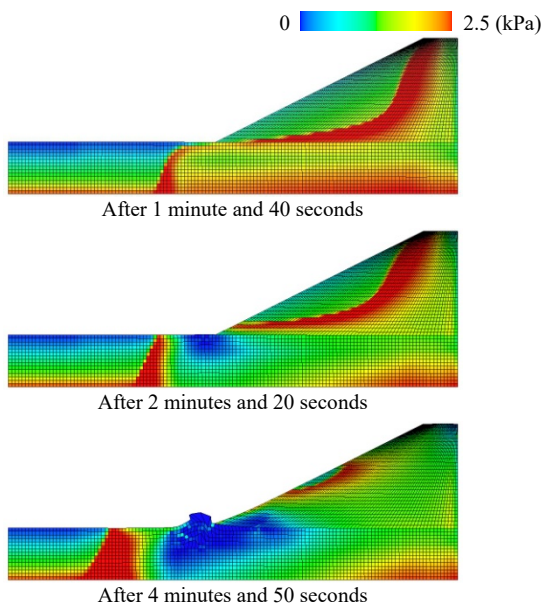 0 2.5 (kPa)
After 1 minute and 40 seconds
After 2 minutes and 20 seconds
After 4 minutes and 50 seconds